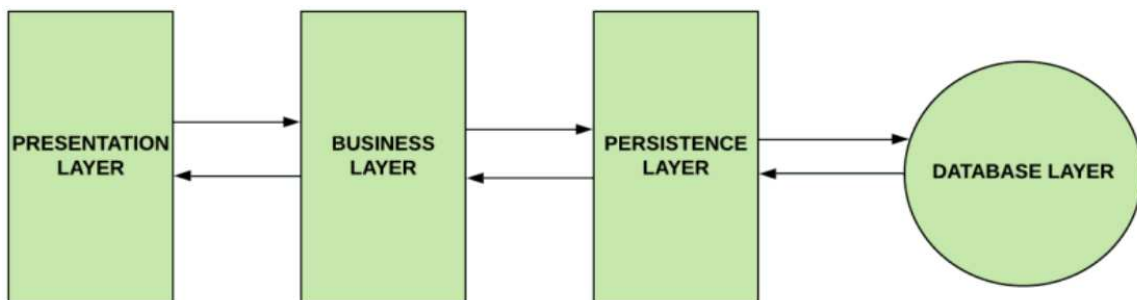 PRESENTATION
LAYER
BUSINESS
LAYER
PERSISTENCE
LAYER
DATABASE LAYER